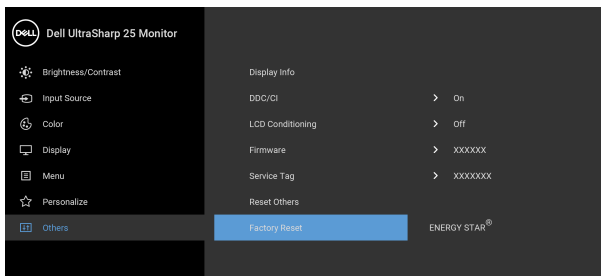 DELL Dell UltraSharp 25 Monitor
Brightness/Contrast Display Info
Input Source DDC/CI > On
Color LCD Conditioning > Off
Display Firmware > XXXXXX
Menu Service Tag > XXXXXXX
Personalize Reset Others
Others Factory Reset ENERGY STAR®